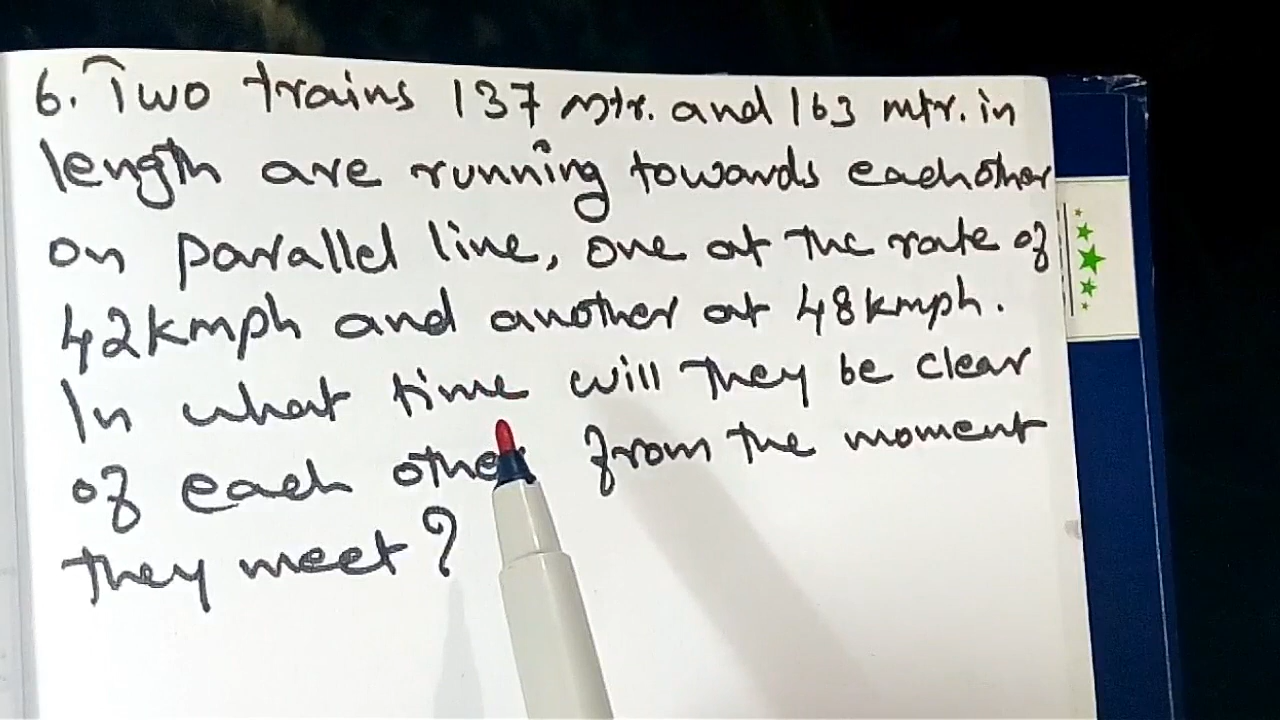 6. Two trains 137 mtr. and 163 mtr. in
length are running towards eachother
on parallel line, one at the rate of
42kmph and another at 48kmph.
In what time will they be clear
of each other from the moment
they meet?